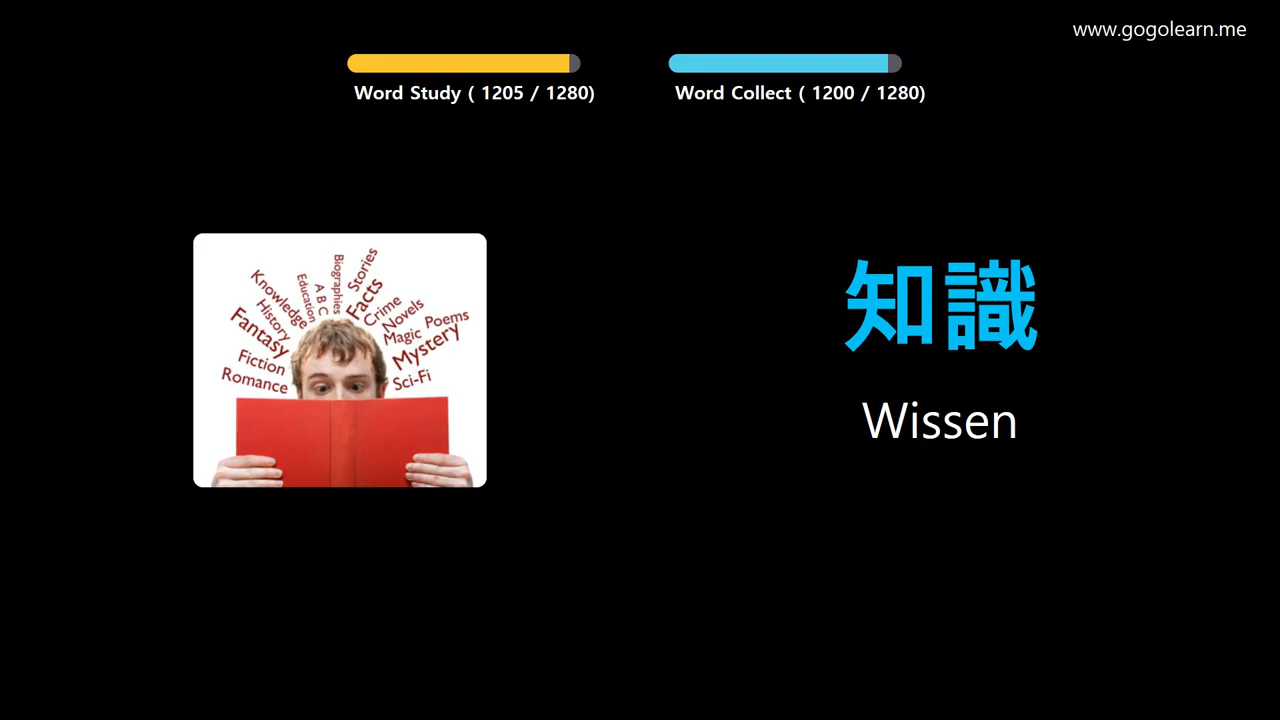 www.gogolearn.me
Word Study ( 1205 / 1280)
Word Collect ( 1200 / 1280)
Knowledge
History
Fantasy
Fiction
Romance
Education
A B C
Biographies
Stories
Facts
Crime
Novels
Magic
Poems
Mystery
Sci-Fi
知識
Wissen